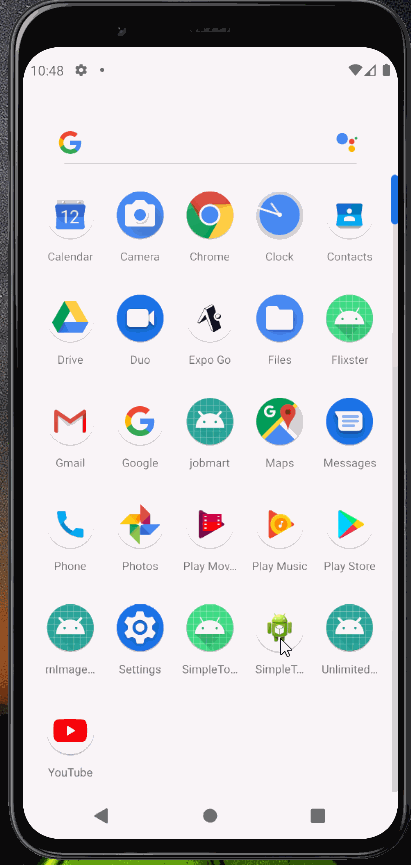 10:48
12
Calendar Camera Chrome Clock Contacts
Drive Duo Expo Go Files Flixster
Gmail Google jobmart Maps Messages
Phone Photos Play Mov... Play Music Play Store
rnImage... Settings SimpleTo... SimpleT... Unlimited...
YouTube